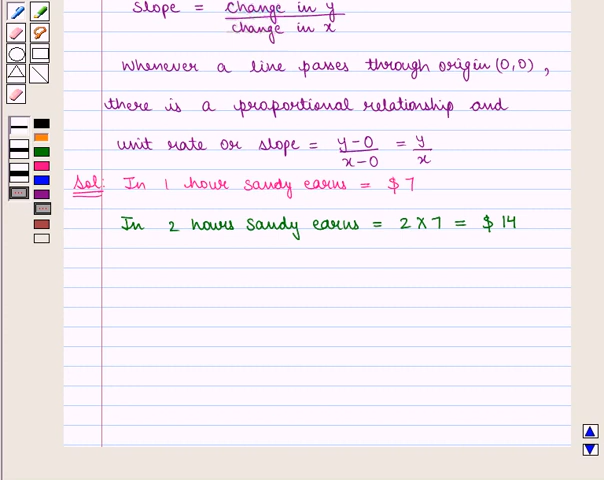 Slope = change in y / change in x
Whenever a line passes through origin (0,0),
there is a proportional relationship and
unit rate or slope = y-0 / x-0 = y / x
Sol: In 1 hour Sandy earns = $7
In 2 hours Sandy earns = 2 × 7 = $14